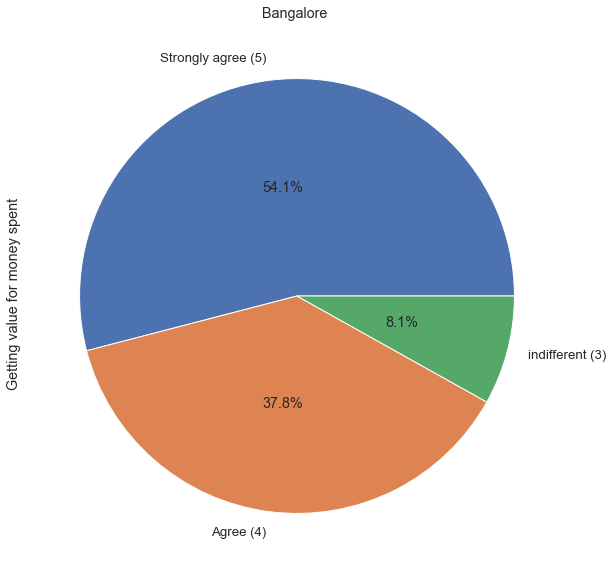 Bangalore
Strongly agree (5)
54.1%
Getting value for money spent
8.1%
indifferent (3)
37.8%
Agree (4)